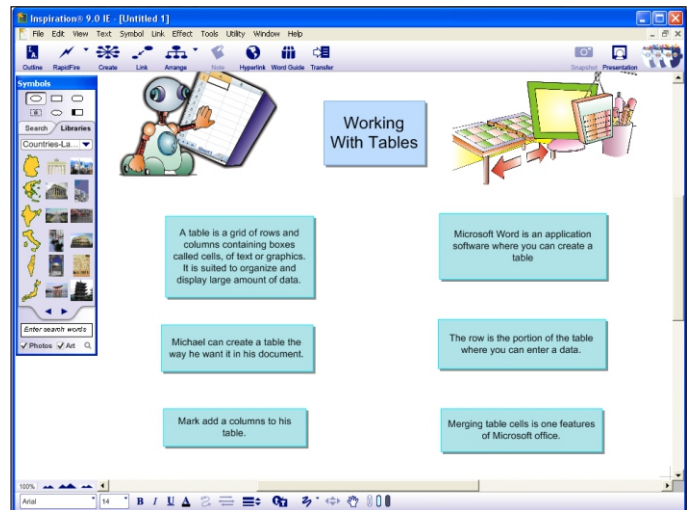 Inspiration® 9.0 IE - [Untitled 1]
File Edit View Text Symbol Link Effect Tools Utility Window Help
Outline RapidFire Create Link Arrange Note Hyperlink Word Guide Transfer Snapshot Presentation
Symbols
Search Libraries
Countries-La...
Enter search words
Photos Art
Working
With Tables
A table is a grid of rows and
columns containing boxes
called cells, of text or graphics.
It is suited to organize and
display large amount of data.
Microsoft Word is an application
software where you can create a
table
Michael can create a table the
way he want it in his document.
The row is the portion of the table
where you can enter a data.
Mark add a columns to his
table.
Merging table cells is one features
of Microsoft office.
100%
Arial 14 B I U A